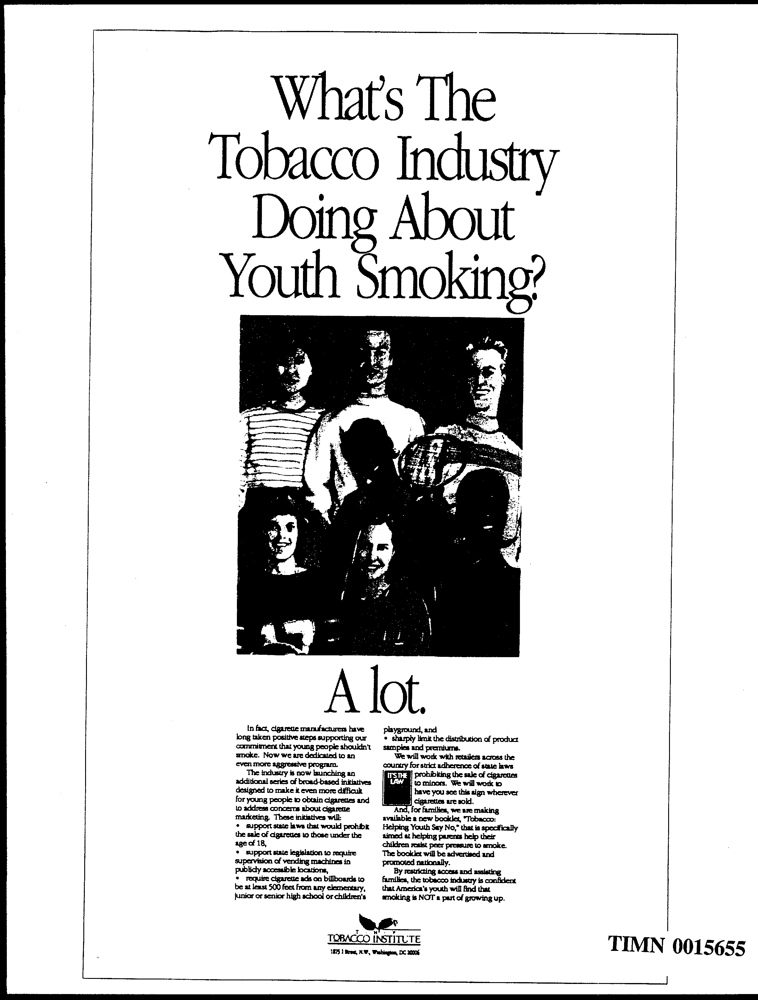 What's The
Tobacco Industry
Doing About
Youth Smoking?
A lot.
In fact, cigarette manufacturers have
long taken positive steps supporting our
commitment that young people shouldn't
smoke. Now we are dedicated to an
even more aggressive program.
The industry is now launching an
additional series of broad-based initiatives
designed to make it even more difficult
for young people to obtain cigarettes and
to address concerns about cigarette
marketing. These initiatives will:
• support state laws that would prohibit
the sale of cigarettes to those under the
age of 18,
• support state legislation to require
supervision of vending machines in
publicly accessible locations,
• require cigarette ads on billboards to
be at least 500 feet from any elementary,
junior or senior high school or children's
playground, and
• sharply limit the distribution of product
samples and premiums.
We will work with retailers across the
country for strict adherence of state laws
prohibiting the sale of cigarettes
to minors. We will work to
have you see this sign wherever
cigarettes are sold.
IT'S THE
LAW
And, for families, we are making
available a new booklet, "Tobacco:
Helping Youth Say No," that is specifically
aimed at helping parents help their
children resist peer pressure to smoke.
The booklet will be advertised and
promoted nationally.
By restricting access and assisting
families, the tobacco industry is confident
that America's youth will find that
smoking is NOT a part of growing up.
THE
TOBACCO INSTITUTE
1875 I Street, N.W., Washington, DC 20006
TIMN 0015655